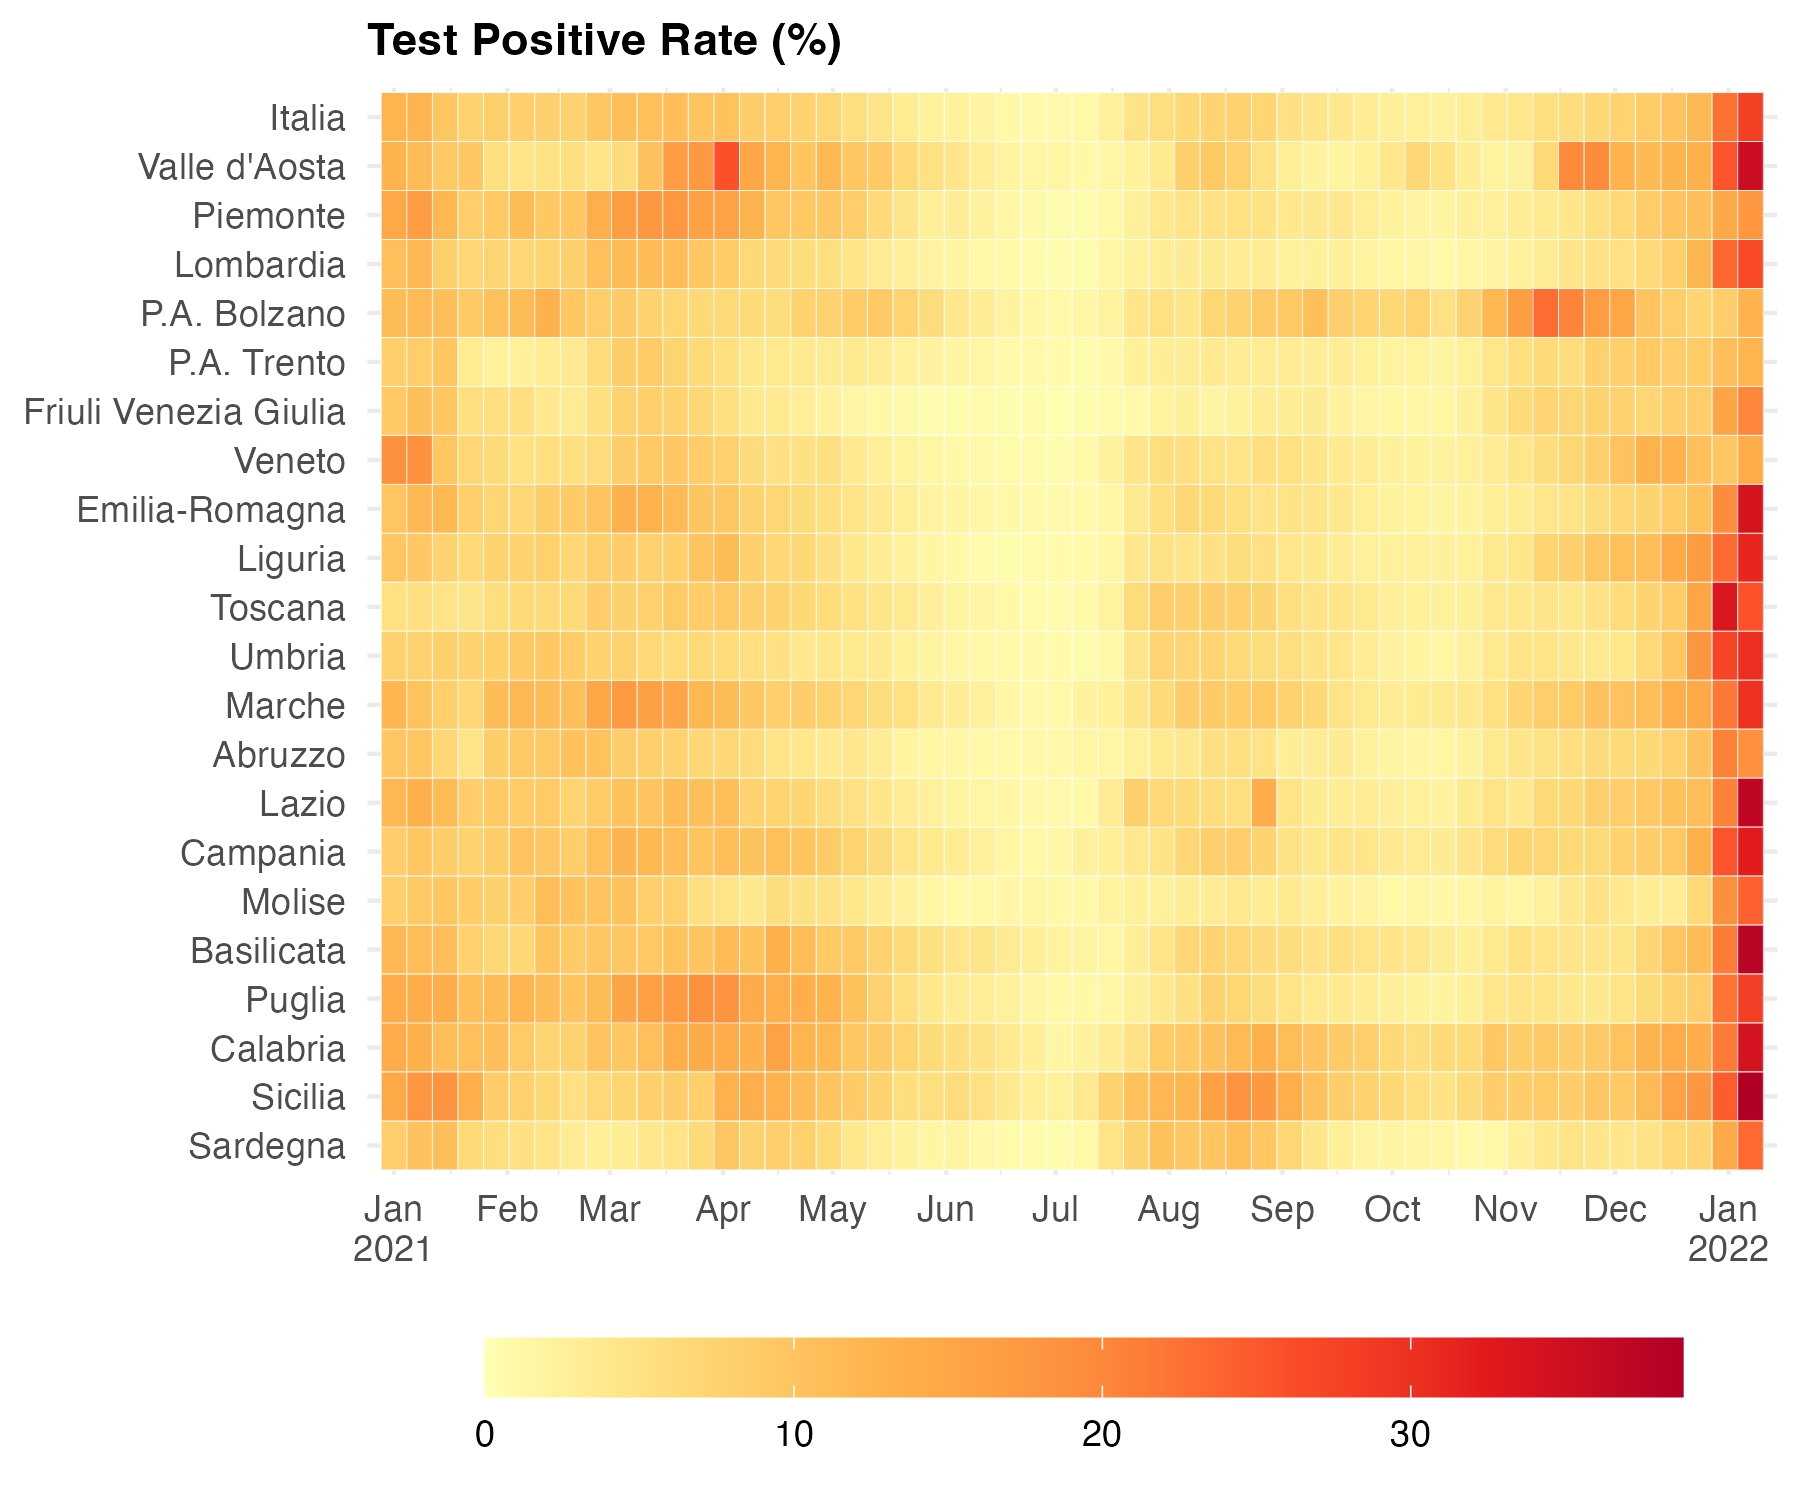 Test Positive Rate (%)
Italia
Valle d'Aosta
Piemonte
Lombardia
P.A. Bolzano
P.A. Trento
Friuli Venezia Giulia
Veneto
Emilia-Romagna
Liguria
Toscana
Umbria
Marche
Abruzzo
Lazio
Campania
Molise
Basilicata
Puglia
Calabria
Sicilia
Sardegna
Jan Feb Mar Apr May Jun Jul Aug Sep Oct Nov Dec Jan
2021 2022
0 10 20 30